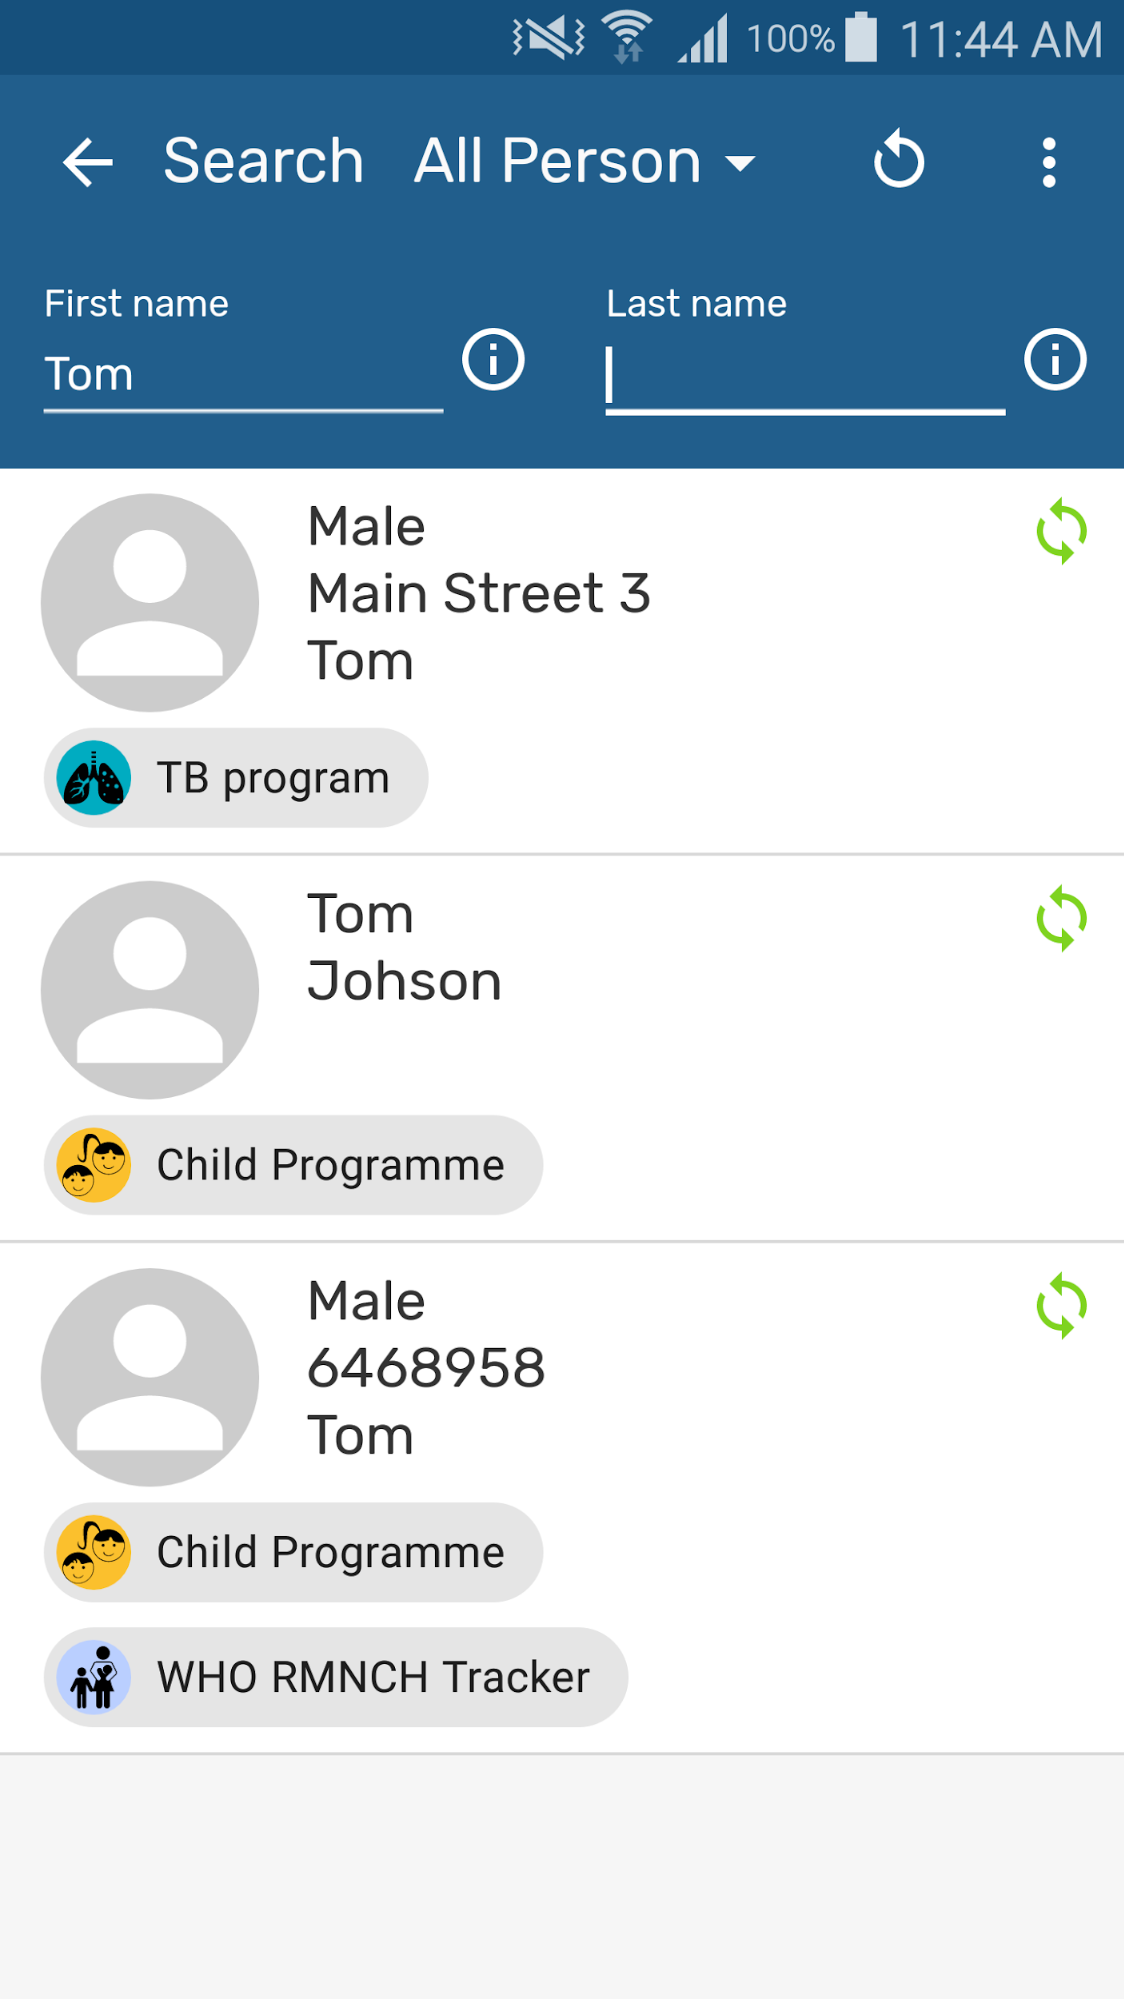 100% 11:44 AM
Search All Person
First name Last name
Tom
Male
Main Street 3
Tom
TB program
Tom
Johson
Child Programme
Male
6468958
Tom
Child Programme
WHO RMNCH Tracker